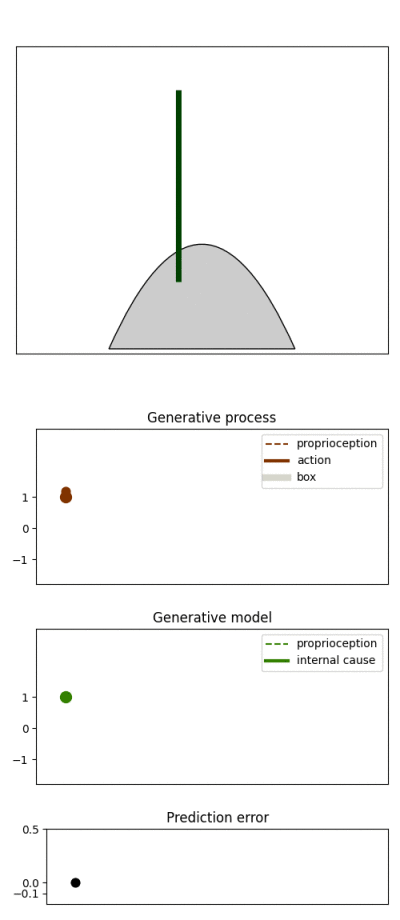 Generative process
proprioception
action
box
1
0
−1
Generative model
proprioception
internal cause
1
0
−1
Prediction error
0.5
0.0
−0.1